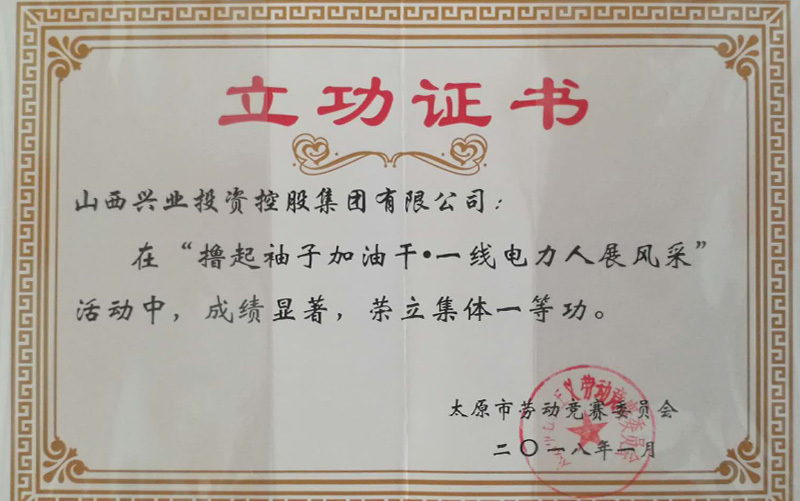 立功证书
山西兴业投资控股集团有限公司：
在“撸起袖子加油干•一线电力人展风采”
活动中，成绩显著，荣立集体一等功。
太原市劳动竞赛委员会
二〇一八年一月